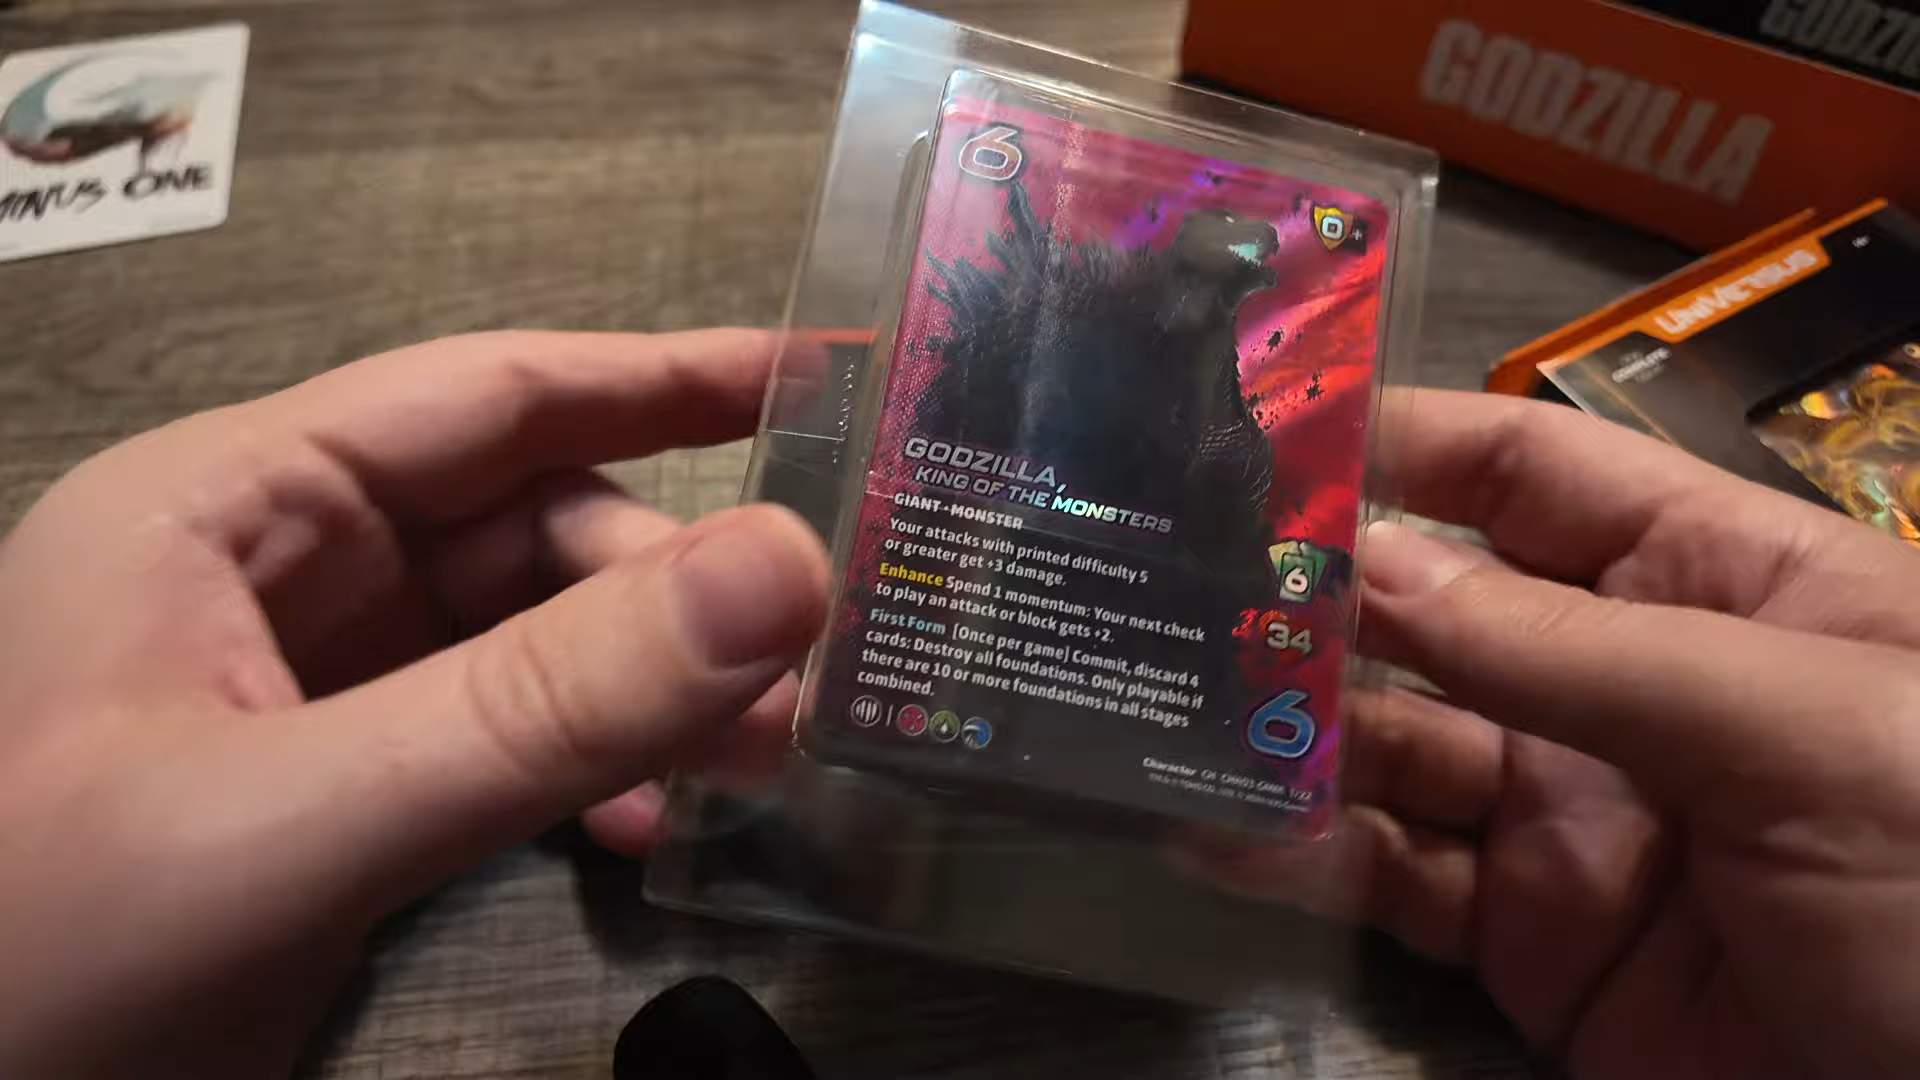 MINUS ONE
GODZILLA
UNIVERSUS
6
0
+
GODZILLA,
KING OF THE MONSTERS
GIANT • MONSTER
Your attacks with printed difficulty 5
or greater get +3 damage.
Enhance Spend 1 momentum: Your next check
to play an attack or block gets +2.
First Form [Once per game] Commit, discard 4
cards: Destroy all foundations. Only playable if
there are 10 or more foundations in all stages
combined.
6
34
6
Character